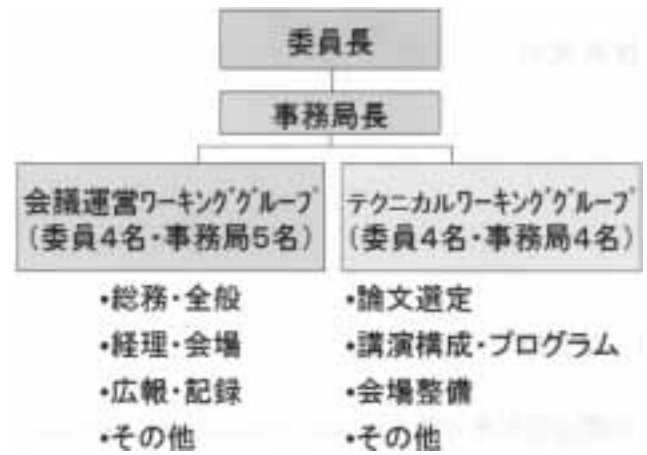 委員長
事務局長
会議運営ワーキンググループ
(委員4名・事務局5名)
・総務・全般
・経理・会場
・広報・記録
・その他
テクニカルワーキンググループ
(委員4名・事務局4名)
・論文選定
・講演構成・プログラム
・会場整備
・その他